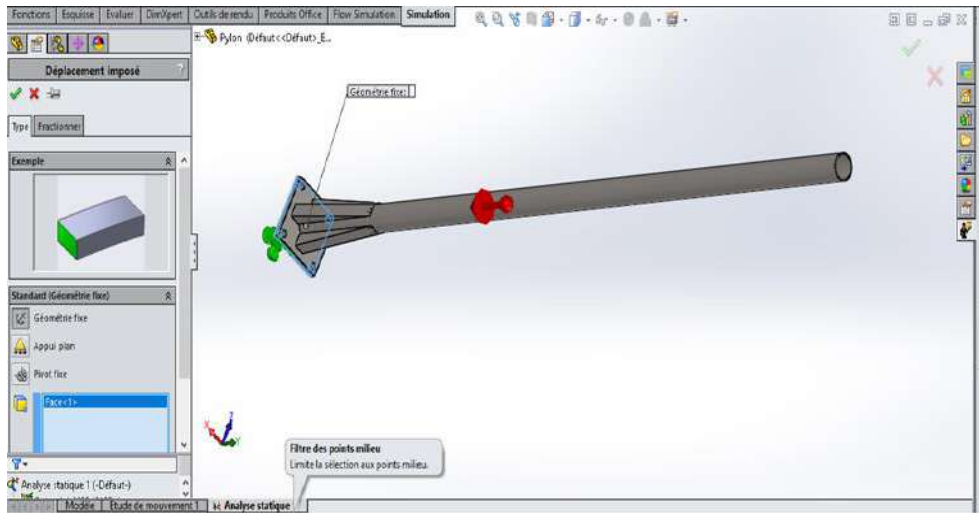 Fonctions Esquisse Evaluer DimXpert Outils de rendu Produits Office Flow Simulation Simulation
Pylon (Défaut<<Défaut>_E...
Déplacement imposé ?
Géométrie fixe:
Type Fractionner
Exemple
Standard (Géométrie fixe)
Géométrie fixe
Appui plan
Pivot fixe
Face<1>
X Z Y
Filtre des points milieu
Limite la sélection aux points milieu.
Analyse statique 1 (-Défaut-)
Modèle Etude de mouvement 1 Analyse statique